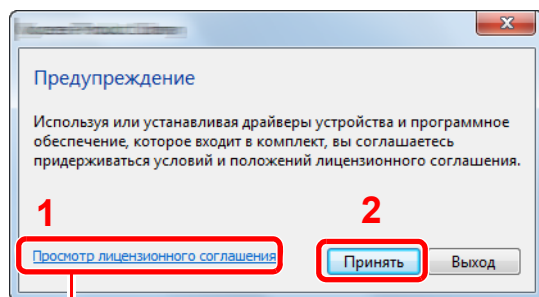 Предупреждение
Используя или устанавливая драйверы устройства и программное
обеспечение, которое входит в комплект, вы соглашаетесь
придерживаться условий и положений лицензионного соглашения.
1
2
Просмотр лицензионного соглашения
Принять
Выход